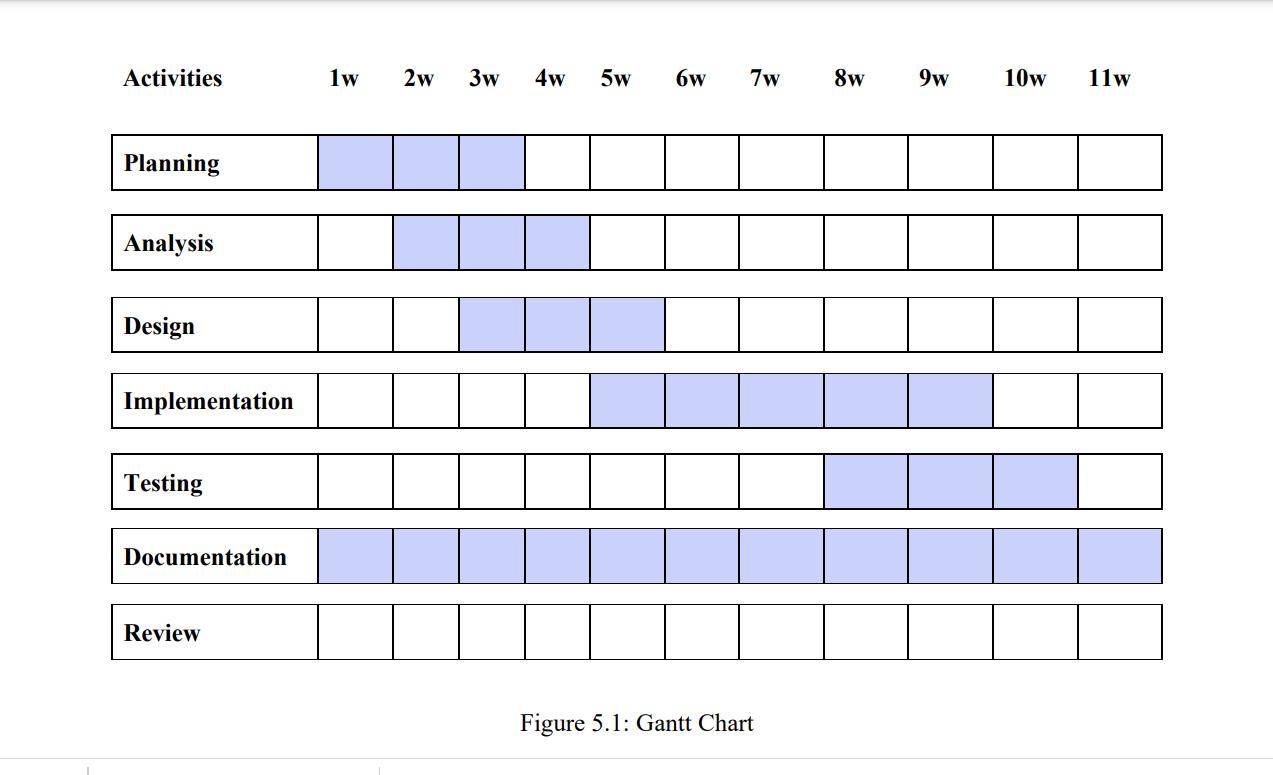 Activities 1w 2w 3w 4w 5w 6w 7w 8w 9w 10w 11w
Planning
Analysis
Design
Implementation
Testing
Documentation
Review
Figure 5.1: Gantt Chart